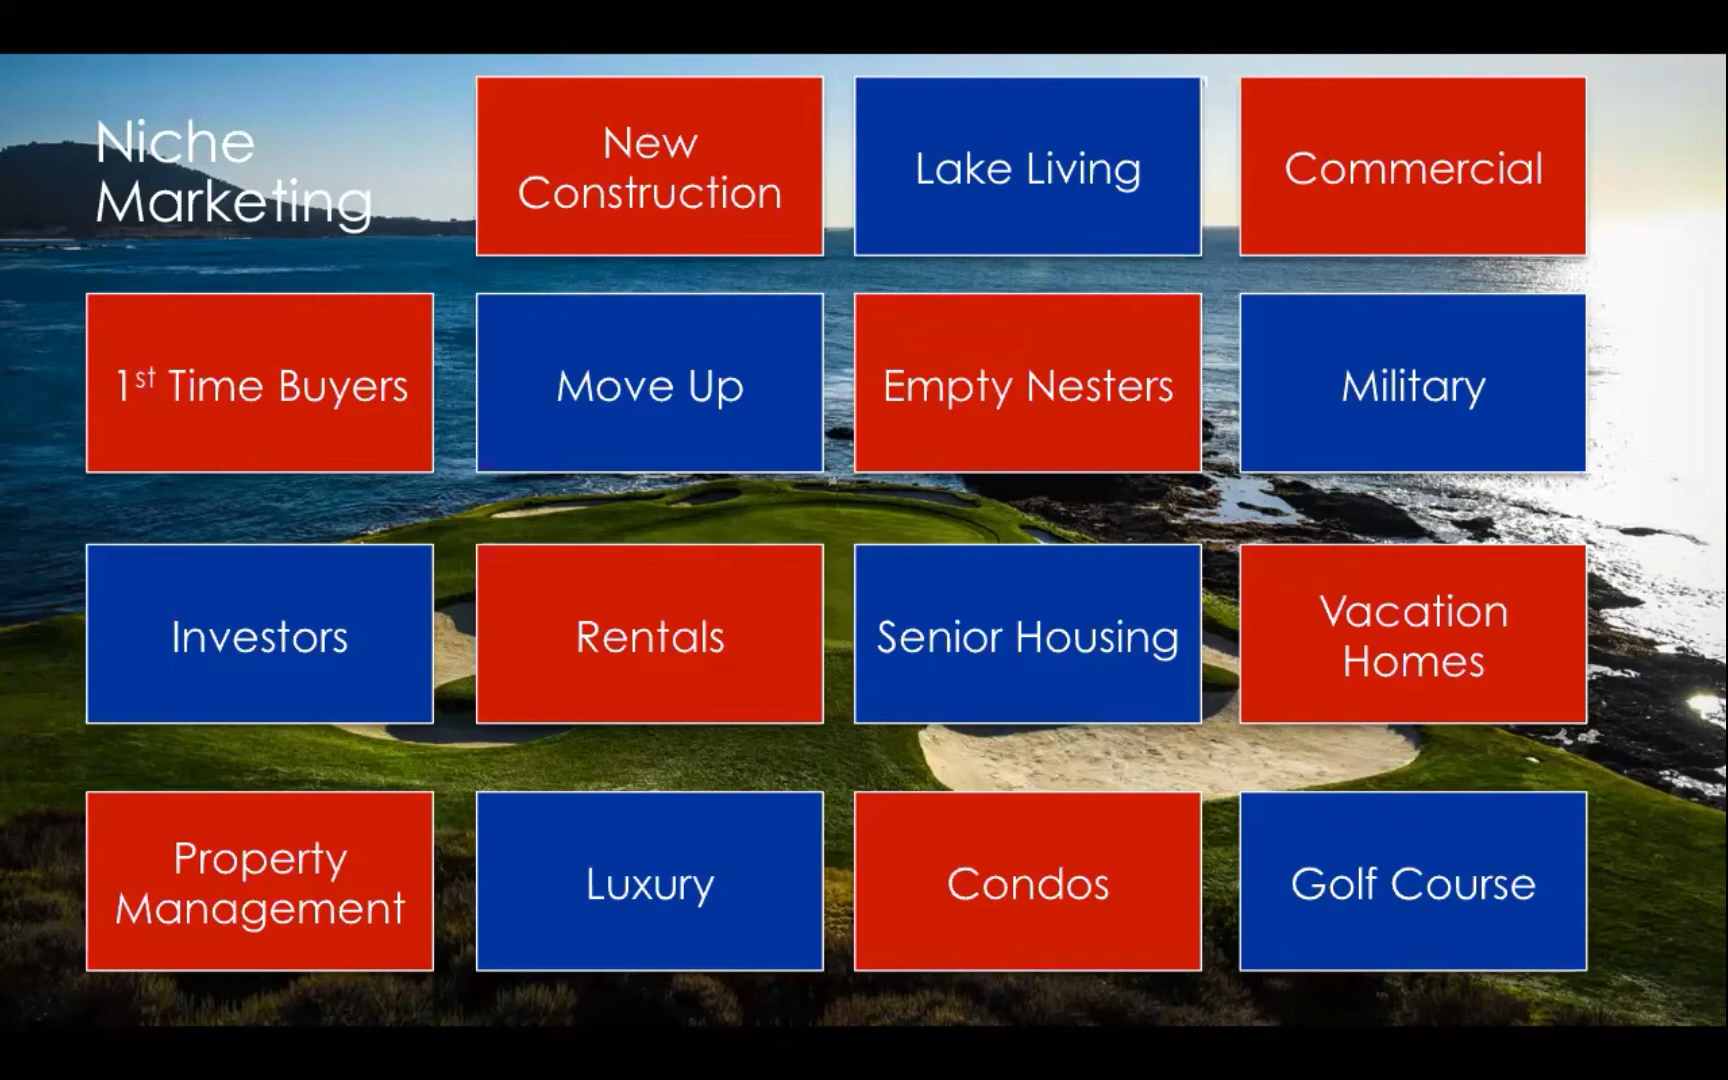 Niche
Marketing
New
Construction
Lake Living
Commercial
1st Time Buyers
Move Up
Empty Nesters
Military
Investors
Rentals
Senior Housing
Vacation
Homes
Property
Management
Luxury
Condos
Golf Course